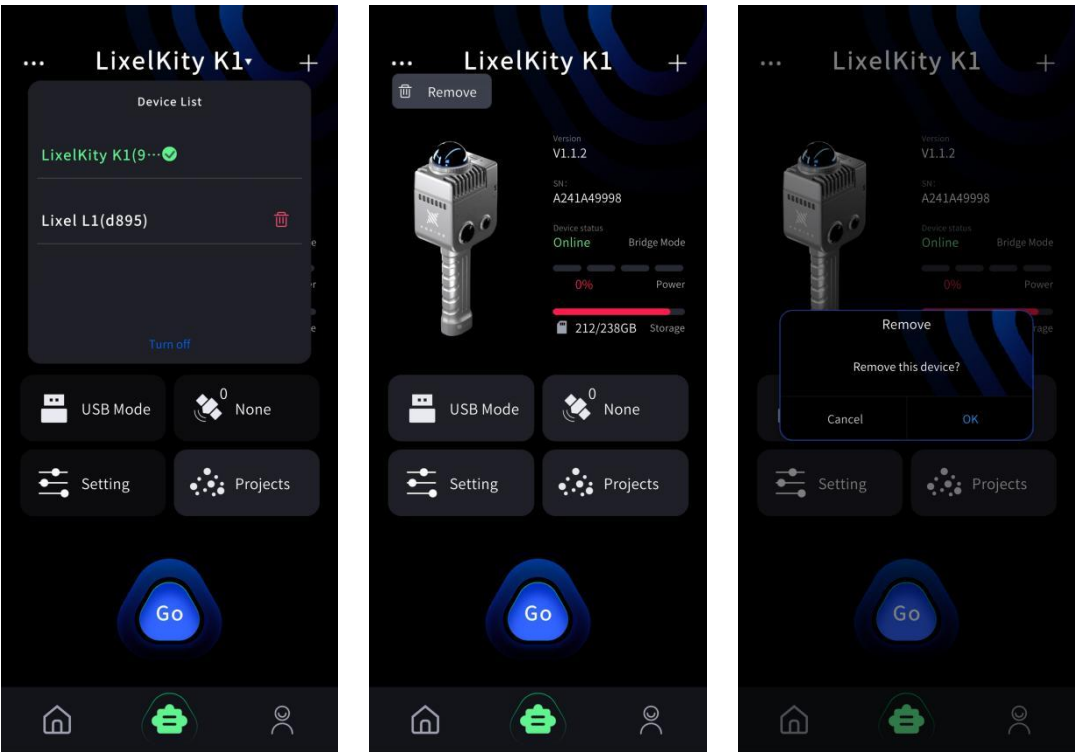 ... LixelKity K1▾ +
Device List
LixelKity K1(9···
Lixel L1(d895)
Turn off
USB Mode
0
None
Setting
Projects
Go
... LixelKity K1 +
Remove
Version
V1.1.2
SN:
A241A49998
Device status
Online Bridge Mode
0% Power
212/238GB Storage
USB Mode
0
None
Setting
Projects
Go
... LixelKity K1 +
Version
V1.1.2
SN:
A241A49998
Device status
Online Bridge Mode
0% Power
Remove
Remove this device?
Cancel OK
Setting
Projects
Go